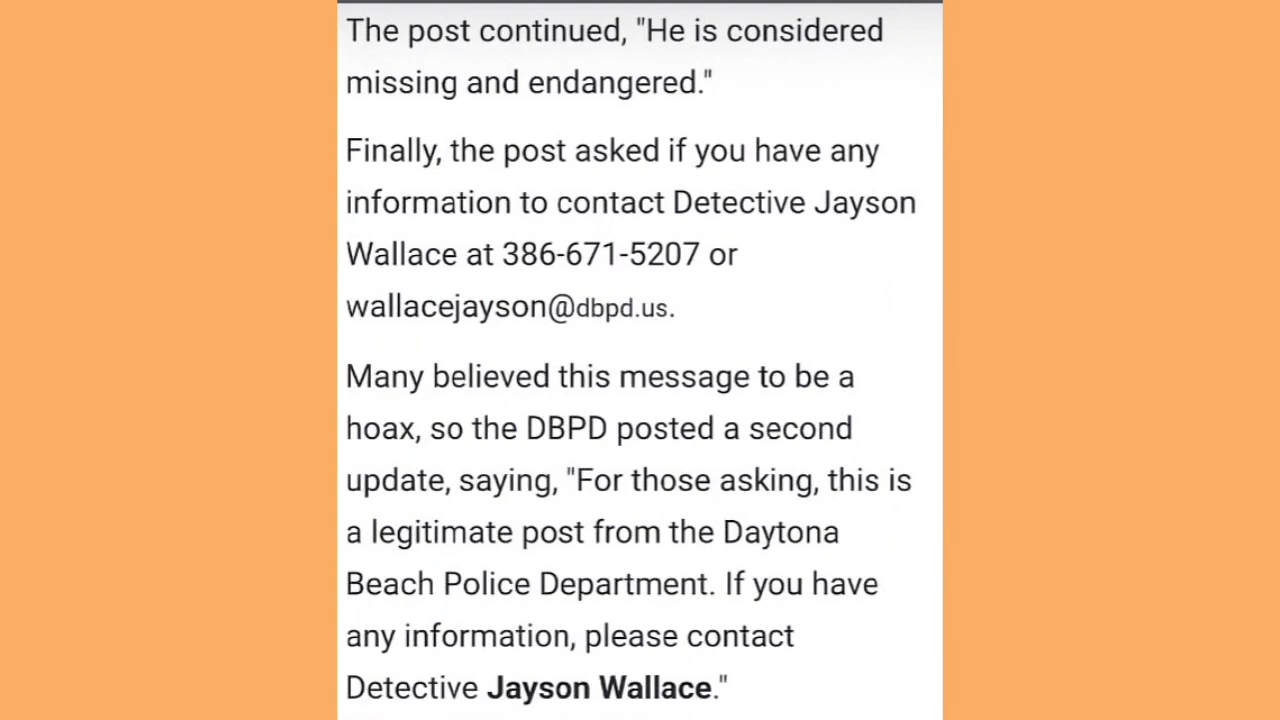 The post continued, "He is considered
missing and endangered."
Finally, the post asked if you have any
information to contact Detective Jayson
Wallace at 386-671-5207 or
wallacejayson@dbpd.us.
Many believed this message to be a
hoax, so the DBPD posted a second
update, saying, "For those asking, this is
a legitimate post from the Daytona
Beach Police Department. If you have
any information, please contact
Detective Jayson Wallace."